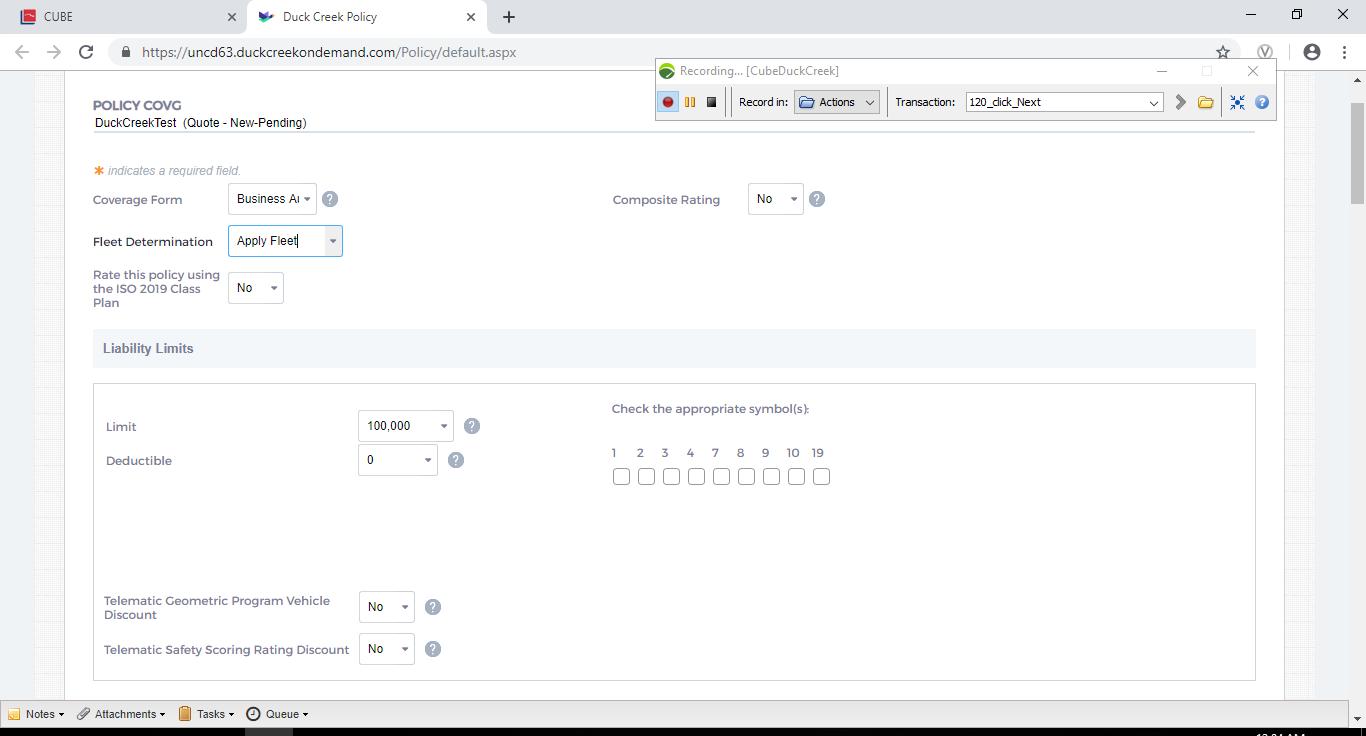 CUBE
Duck Creek Policy
https://uncd63.duckcreekondemand.com/Policy/default.aspx
Recording... [CubeDuckCreek]
Record in: Actions Transaction: 120_click_Next
POLICY COVG
DuckCreekTest (Quote - New-Pending)
* indicates a required field.
Coverage Form Business Au ? Composite Rating No ?
Fleet Determination Apply Fleet
Rate this policy using
the ISO 2019 Class
Plan
No
Liability Limits
Check the appropriate symbol(s):
Limit 100,000 ?
Deductible 0 ?
1 2 3 4 7 8 9 10 19
Telematic Geometric Program Vehicle
Discount
No ?
Telematic Safety Scoring Rating Discount No ?
Notes Attachments Tasks Queue